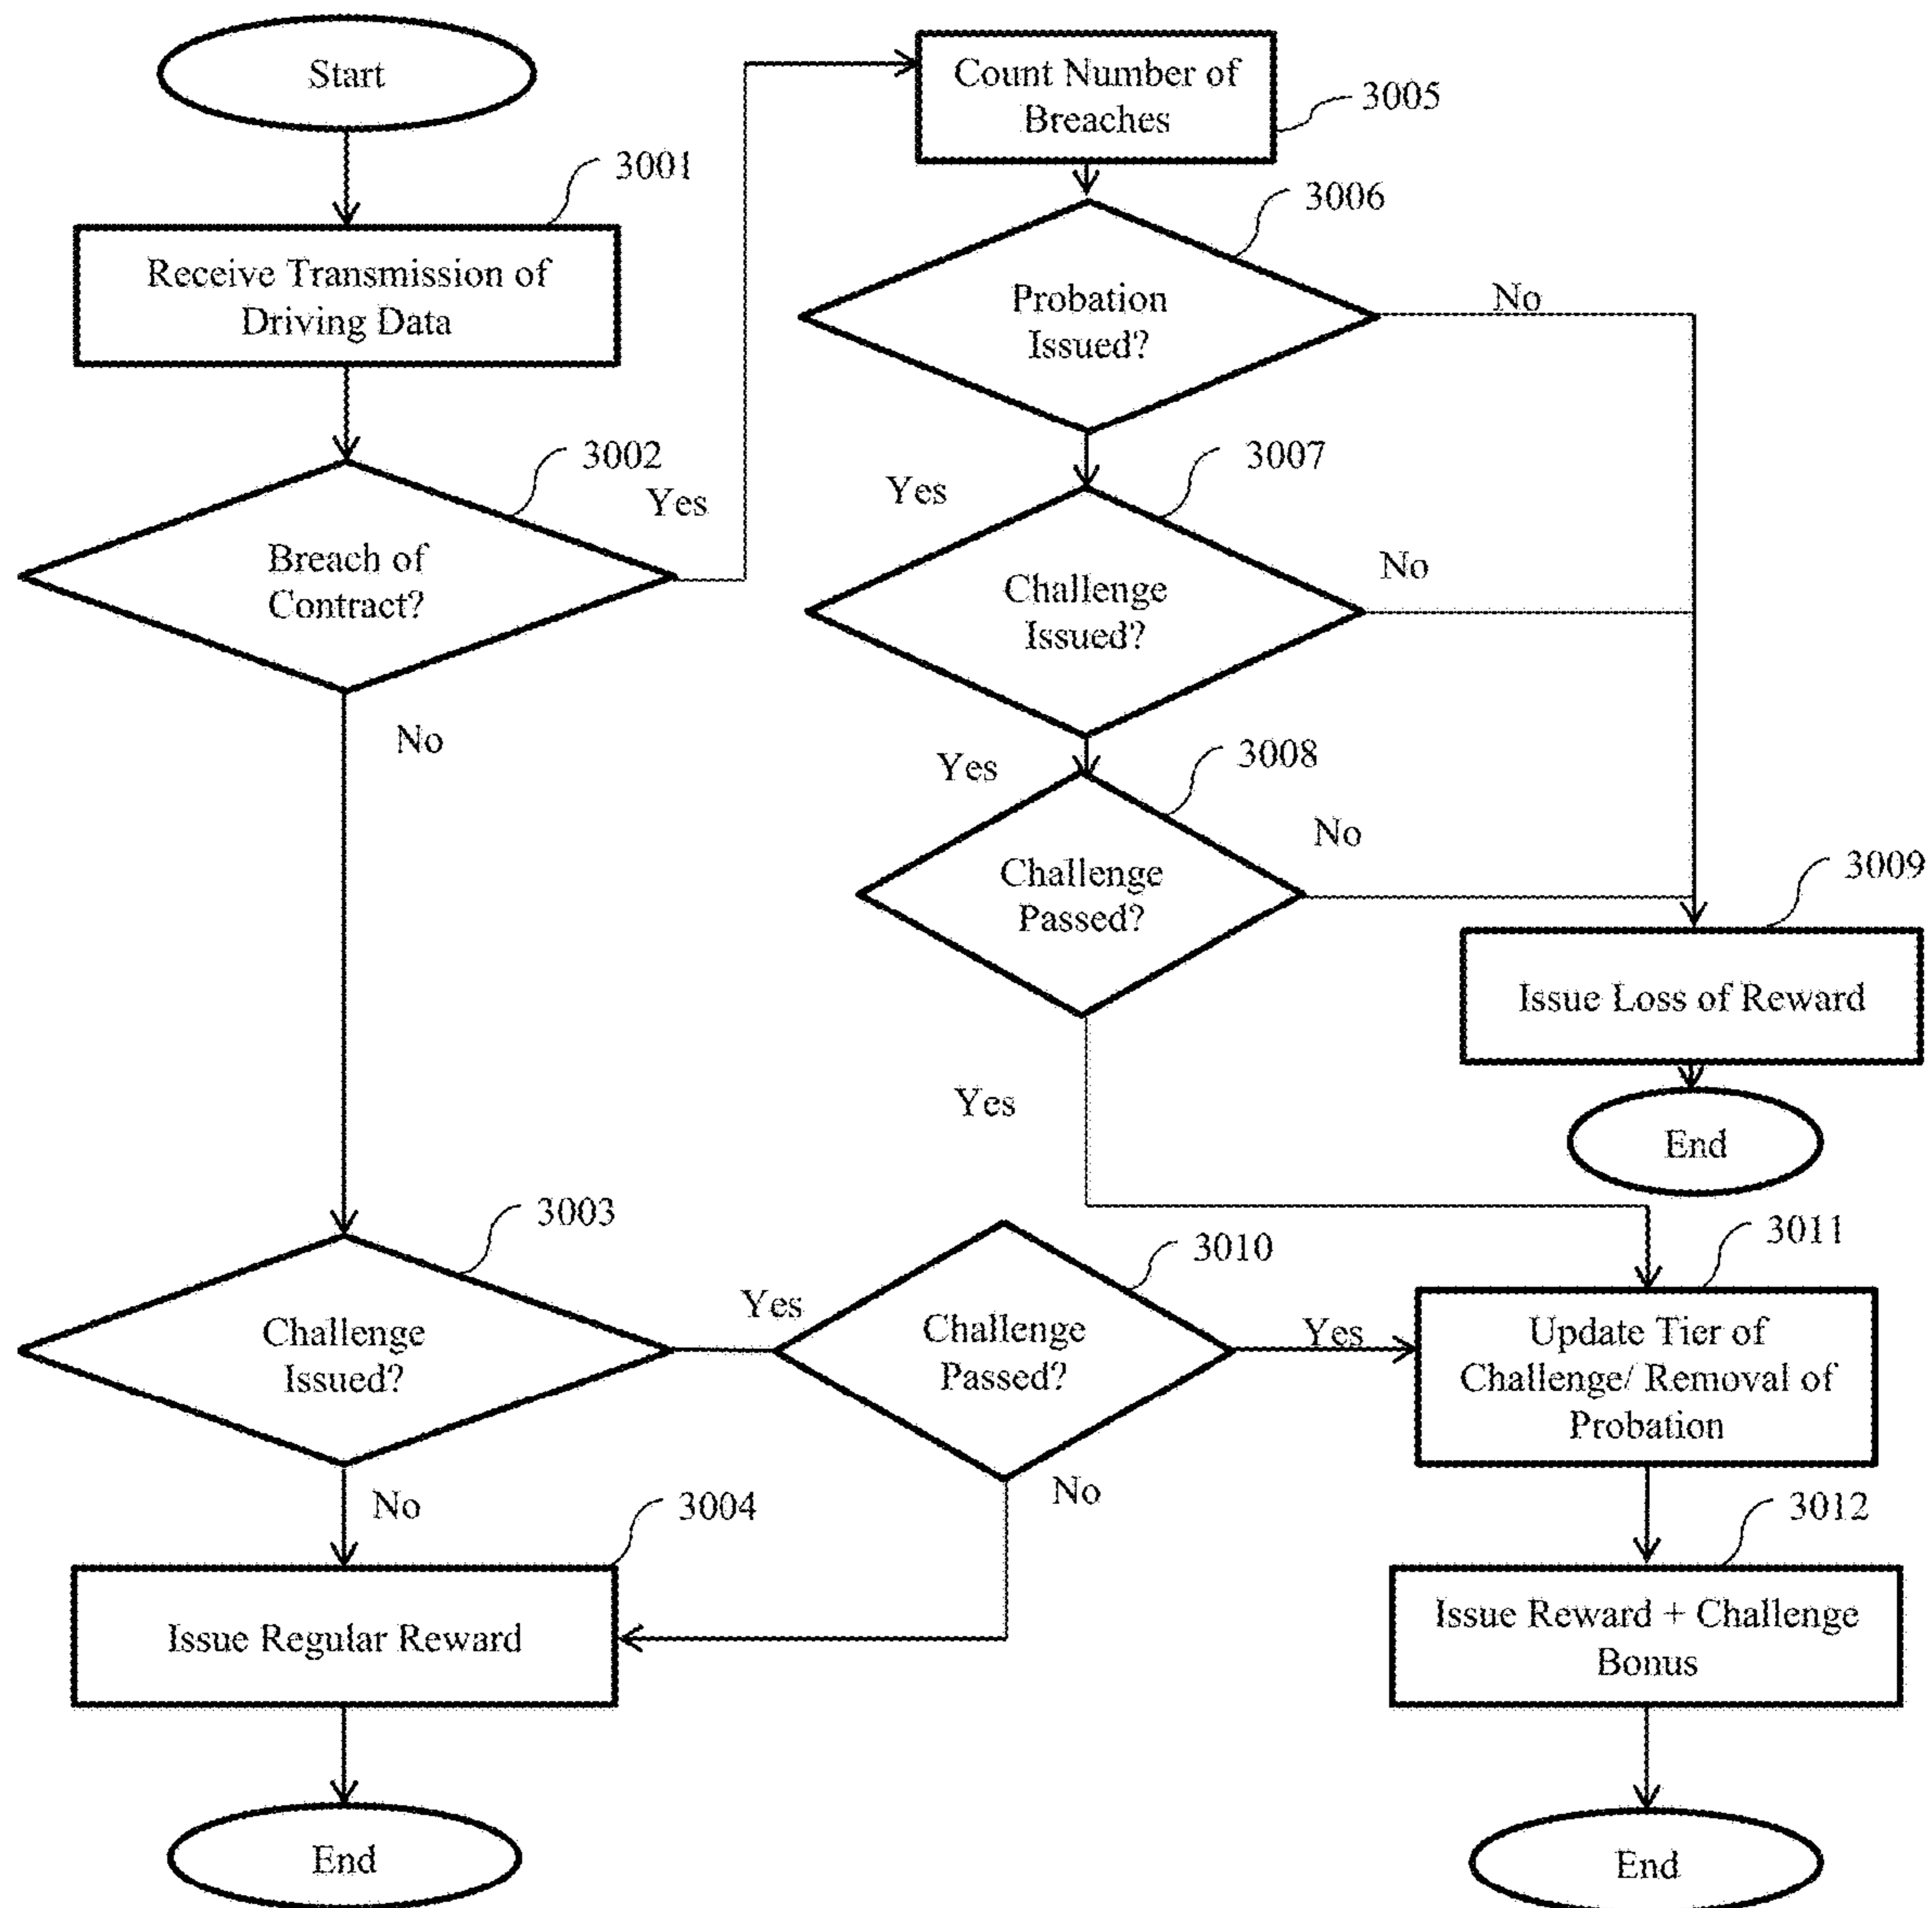 Start
3001
Receive Transmission of
Driving Data
3002
Yes
Breach of
Contract?
No
Count Number of
Breaches
3005
3006
Probation
Issued?
No
Yes
3007
Challenge
Issued?
No
Yes
3008
Challenge
Passed?
No
3009
Issue Loss of Reward
End
Yes
3003
Challenge
Issued?
Yes
3010
Challenge
Passed?
Yes
3011
Update Tier of
Challenge/ Removal of
Probation
No
3004
Issue Regular Reward
No
3012
Issue Reward + Challenge
Bonus
End
End